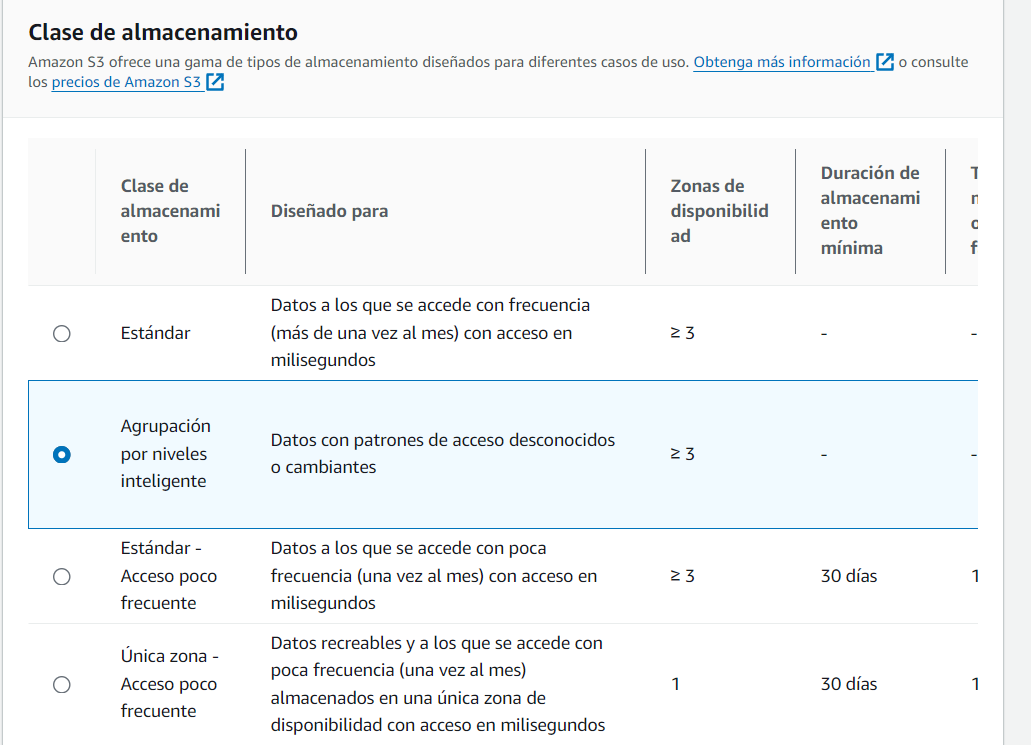 Clase de almacenamiento
Amazon S3 ofrece una gama de tipos de almacenamiento diseñados para diferentes casos de uso. Obtenga más información o consulte
los precios de Amazon S3
Clase de
almacenami
ento
Diseñado para
Zonas de
disponibilid
ad
Duración de
almacenami
ento
mínima
Estándar
Datos a los que se accede con frecuencia
(más de una vez al mes) con acceso en
milisegundos
≥ 3
-
-
Agrupación
por niveles
inteligente
Datos con patrones de acceso desconocidos
o cambiantes
≥ 3
-
-
Estándar -
Acceso poco
frecuente
Datos a los que se accede con poca
frecuencia (una vez al mes) con acceso en
milisegundos
≥ 3
30 días
1
Única zona -
Acceso poco
frecuente
Datos recreables y a los que se accede con
poca frecuencia (una vez al mes)
almacenados en una única zona de
disponibilidad con acceso en milisegundos
1
30 días
1